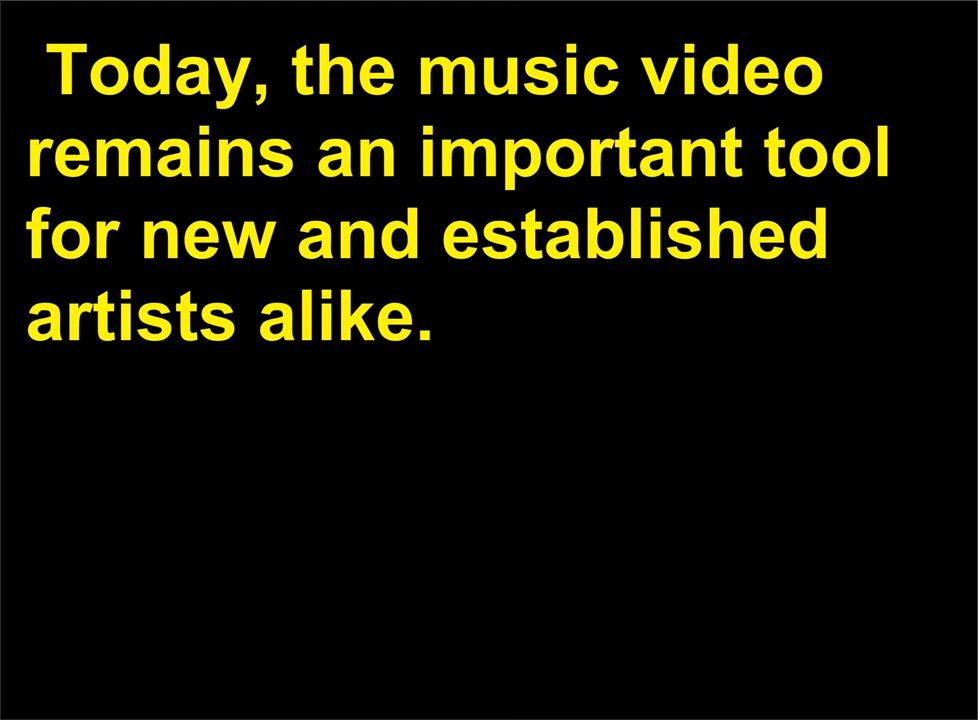 Today, the music video
remains an important tool
for new and established
artists alike.